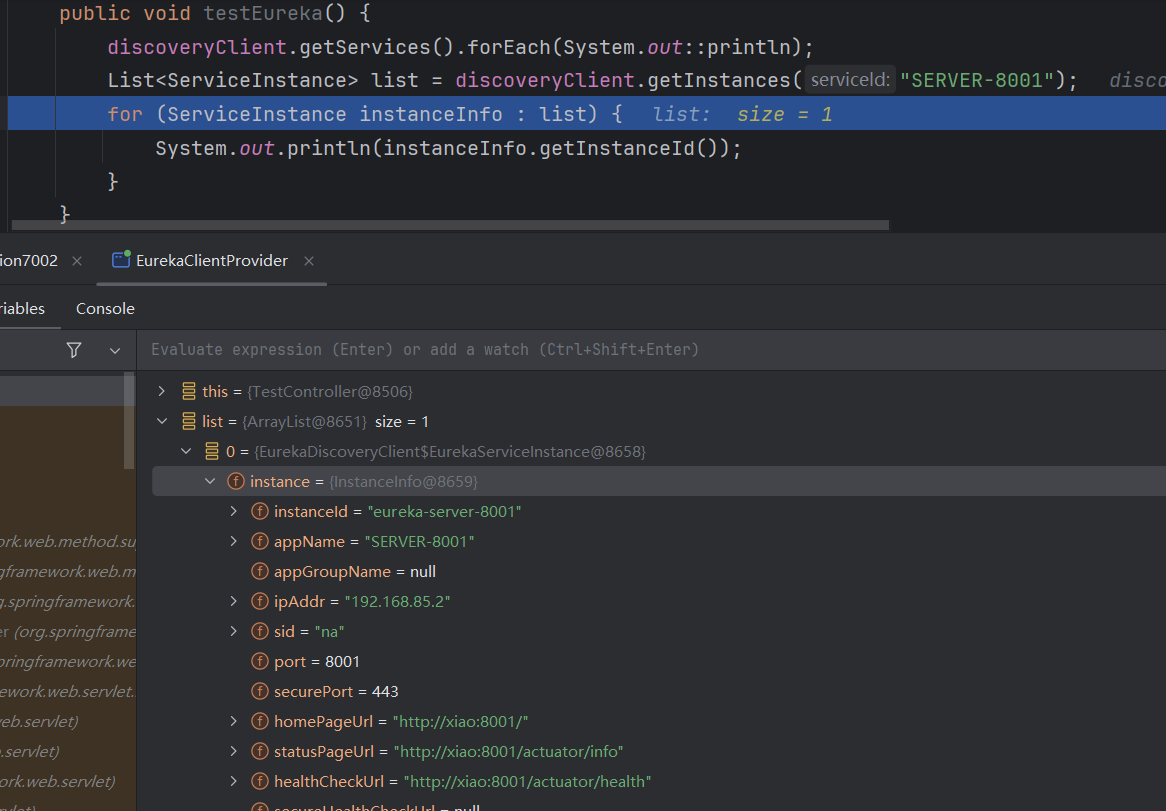 public void testEureka() {
discoveryClient.getServices().forEach(System.out::println);
List<ServiceInstance> list = discoveryClient.getInstances( serviceId: "SERVER-8001"); disco
for (ServiceInstance instanceInfo : list) { list: size = 1
System.out.println(instanceInfo.getInstanceId());
}
}
ion7002 EurekaClientProvider
riables Console
Evaluate expression (Enter) or add a watch (Ctrl+Shift+Enter)
this = {TestController@8506}
list = {ArrayList@8651} size = 1
0 = {EurekaDiscoveryClient$EurekaServiceInstance@8658}
instance = {InstanceInfo@8659}
instanceId = "eureka-server-8001"
appName = "SERVER-8001"
ork.web.method.su
appGroupName = null
gframework.web.m
ipAddr = "192.168.85.2"
g.springframework.
sid = "na"
er (org.springframe
port = 8001
pringframework.we
securePort = 443
ework.web.servlet.
homePageUrl = "http://xiao:8001/"
veb.servlet)
statusPageUrl = "http://xiao:8001/actuator/info"
.servlet)
healthCheckUrl = "http://xiao:8001/actuator/health"
ork.web.servlet)
secureHealthCheckUrl = null